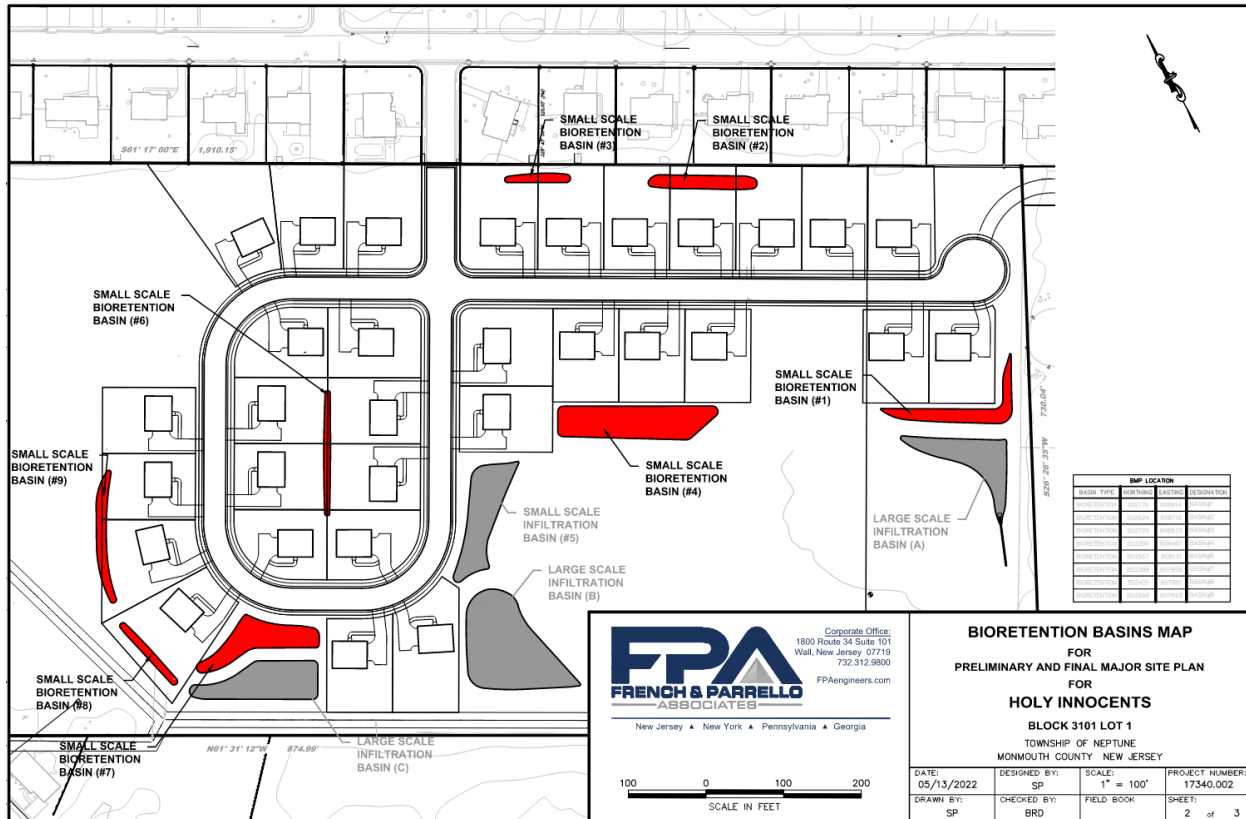 SMALL SCALE
BIORETENTION
BASIN (#3)
SMALL SCALE
BIORETENTION
BASIN (#2)
S61° 17' 00"E 1,910.15'
SMALL SCALE
BIORETENTION
BASIN (#6)
SMALL SCALE
BIORETENTION
BASIN (#1)
730.04'
S26° 26' 35"W
SMALL SCALE
BIORETENTION
BASIN (#9)
SMALL SCALE
BIORETENTION
BASIN (#4)
SMALL SCALE
INFILTRATION
BASIN (#5)
LARGE SCALE
INFILTRATION
BASIN (A)
LARGE SCALE
INFILTRATION
BASIN (B)
BMP LOCATION
BASIN TYPE NORTHING EASTING DESIGNATION
BIORETENTION
BIORETENTION
BIORETENTION
BIORETENTION
BIORETENTION
BIORETENTION
BIORETENTION
BIORETENTION
SMALL SCALE
BIORETENTION
BASIN (#8)
SMALL SCALE
BIORETENTION
BASIN (#7)
N61° 31' 12"W 874.99'
LARGE SCALE
INFILTRATION
BASIN (C)
FPA
FRENCH & PARRELLO
ASSOCIATES
Corporate Office:
1800 Route 34 Suite 101
Wall, New Jersey 07719
732.312.9800
FPAengineers.com
New Jersey ▲ New York ▲ Pennsylvania ▲ Georgia
100 0 100 200
SCALE IN FEET
BIORETENTION BASINS MAP
FOR
PRELIMINARY AND FINAL MAJOR SITE PLAN
FOR
HOLY INNOCENTS
BLOCK 3101 LOT 1
TOWNSHIP OF NEPTUNE
MONMOUTH COUNTY NEW JERSEY
DATE: DESIGNED BY: SCALE: PROJECT NUMBER:
05/13/2022 SP 1" = 100' 17340.002
DRAWN BY: CHECKED BY: FIELD BOOK SHEET:
SP BRD 2 of 3